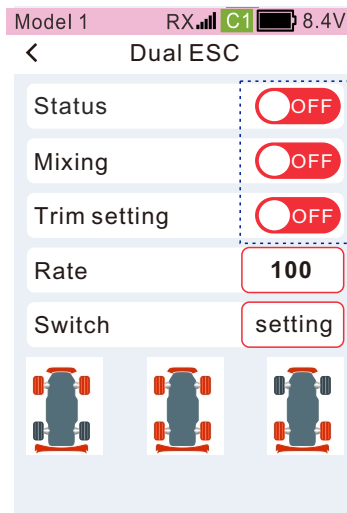 Model 1 RX C1 8.4V
Dual ESC
Status OFF
Mixing OFF
Trim setting OFF
Rate 100
Switch setting